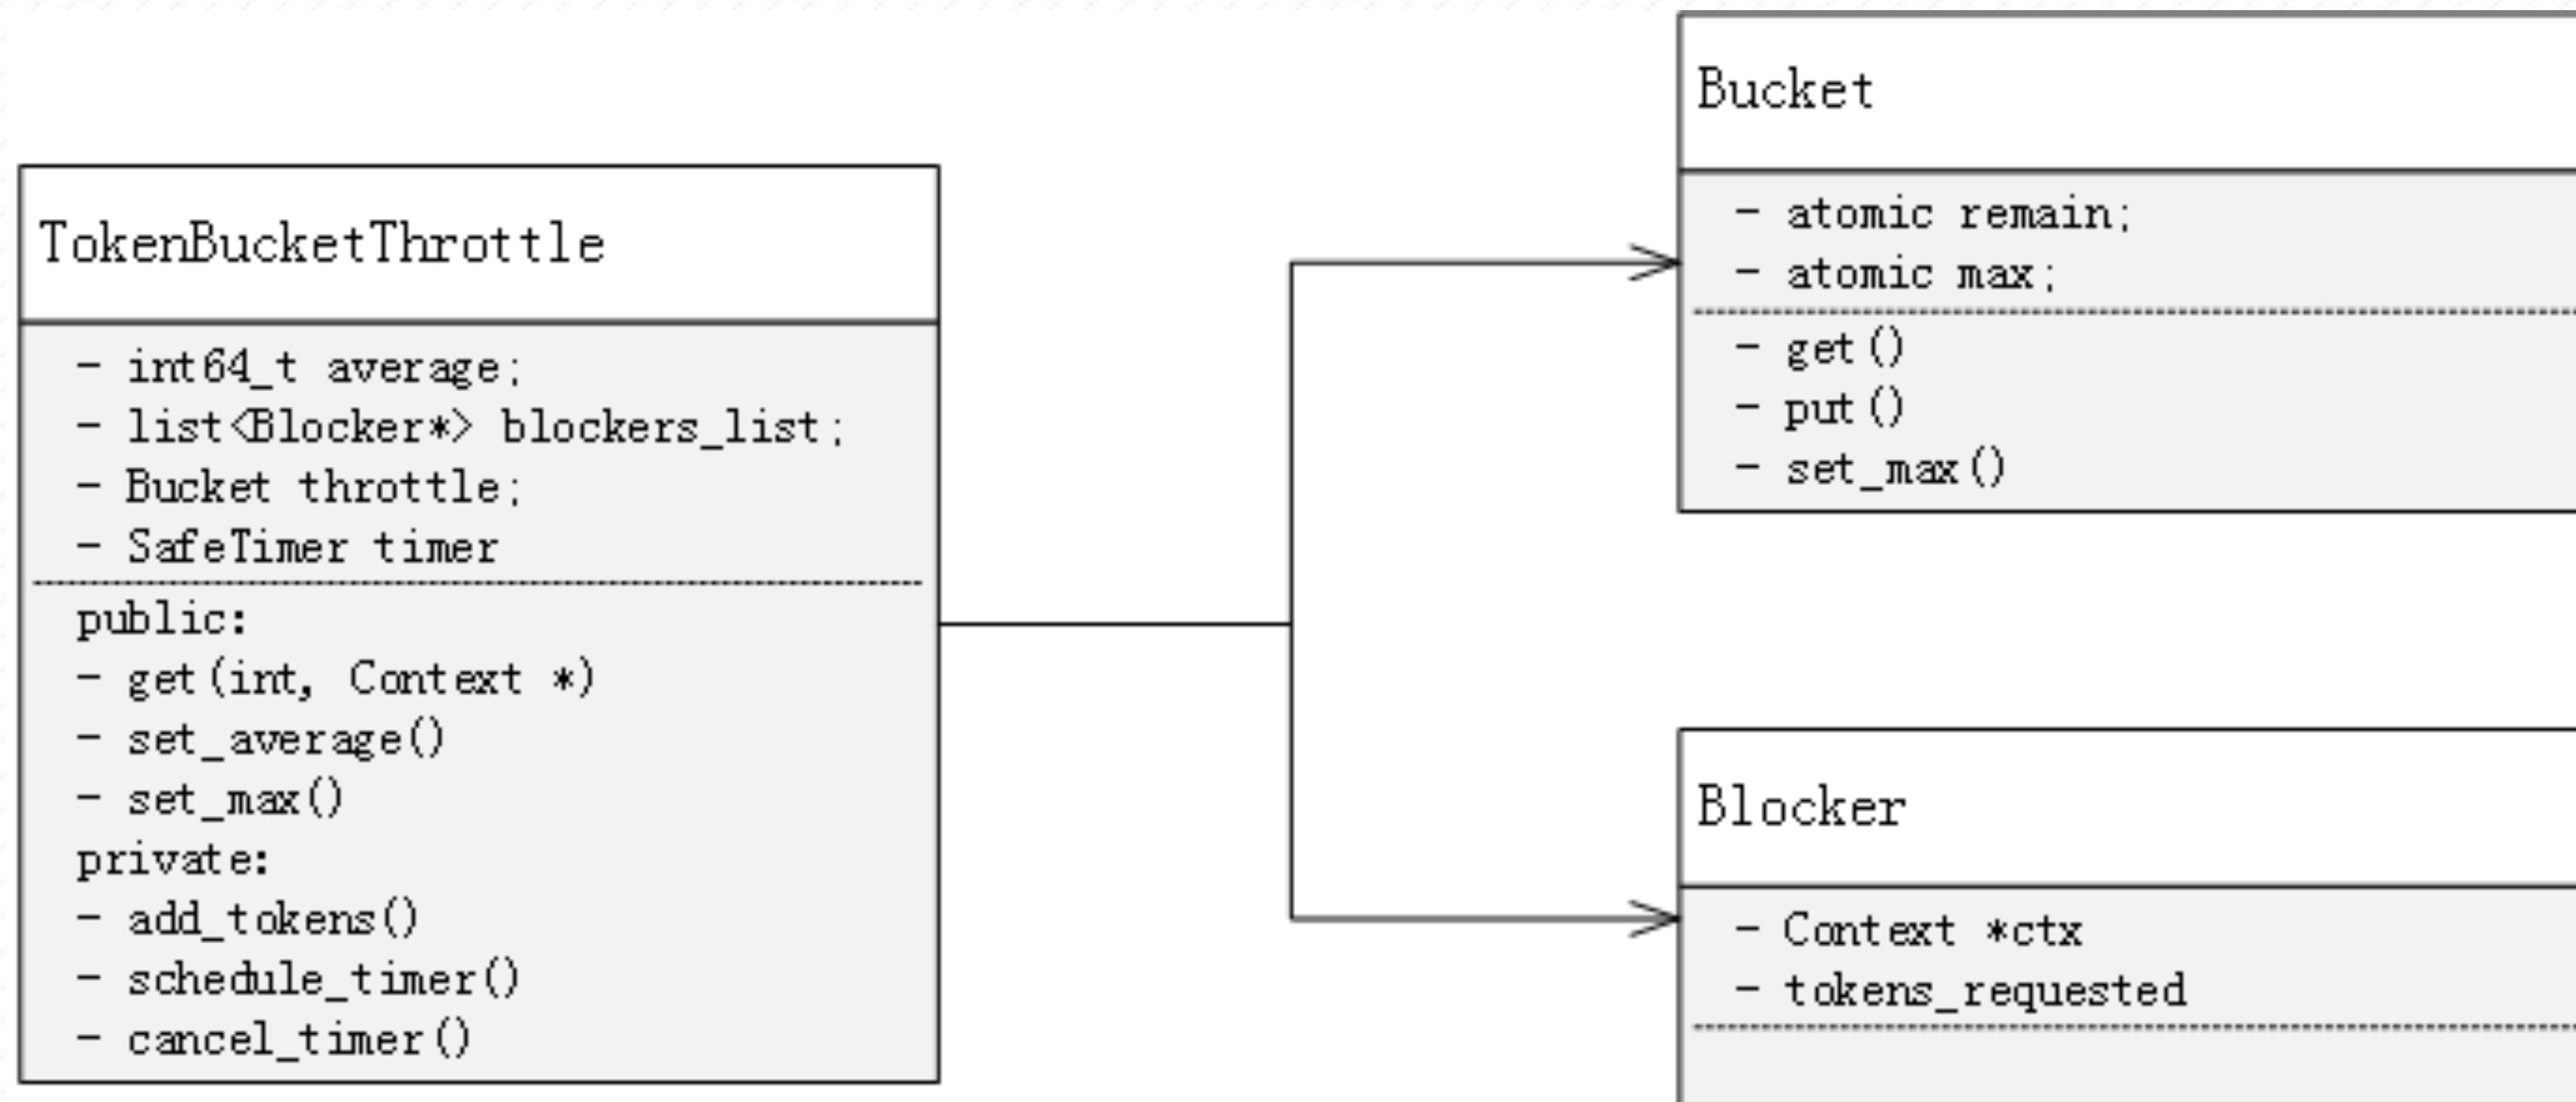 TokenBucketThrottle
- int64_t average;
- list<Blocker*> blockers_list;
- Bucket throttle;
- SafeTimer timer
public:
- get(int, Context *)
- set_average()
- set_max()
private:
- add_tokens()
- schedule_timer()
- cancel_timer()
Bucket
- atomic remain;
- atomic max;
- get()
- put()
- set_max()
Blocker
- Context *ctx
- tokens_requested